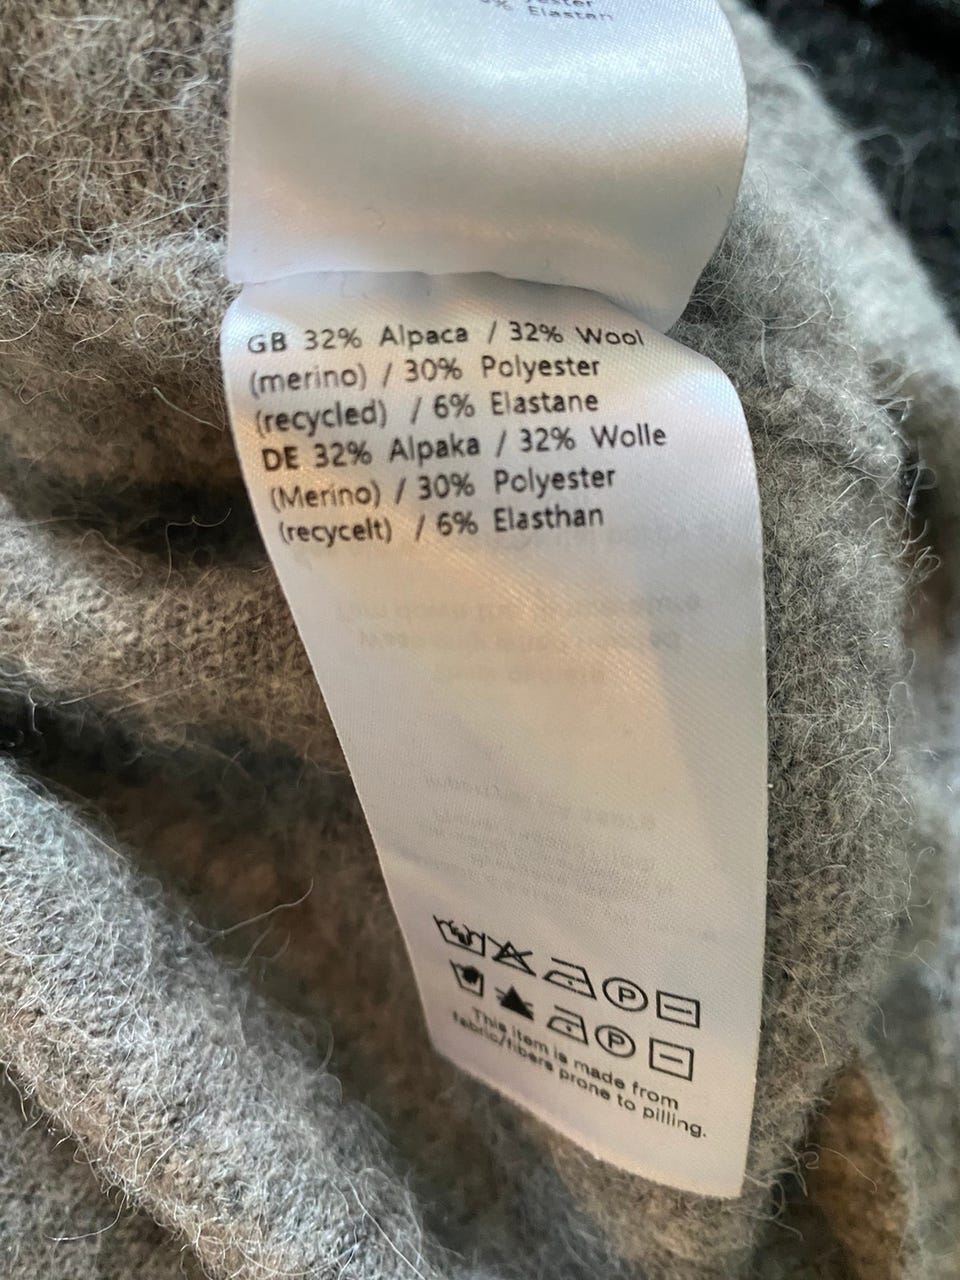 % Elastan
GB 32% Alpaca / 32% Wool
(merino) / 30% Polyester
(recycled) / 6% Elastane
DE 32% Alpaka / 32% Wolle
(Merino) / 30% Polyester
(recycelt) / 6% Elasthan
P
P
This item is made from
fabric/fibers prone to pilling.